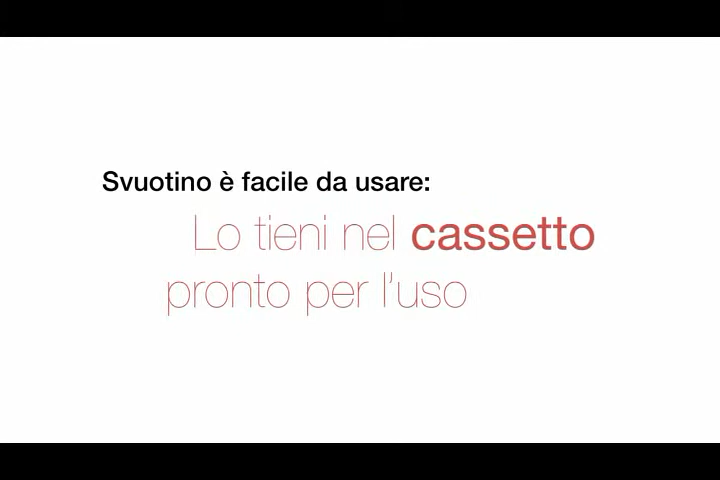 Svuotino è facile da usare:
Lo tieni nel cassetto
pronto per l'uso